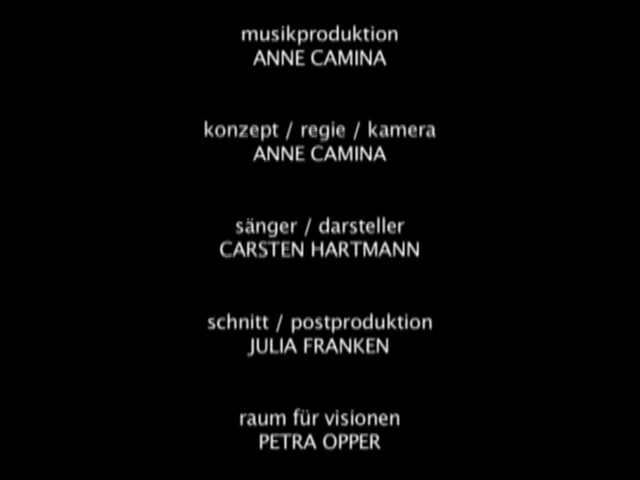 musikproduktion
ANNE CAMINA
konzept / regie / kamera
ANNE CAMINA
sänger / darsteller
CARSTEN HARTMANN
schnitt / postproduktion
JULIA FRANKEN
raum für visionen
PETRA OPPER